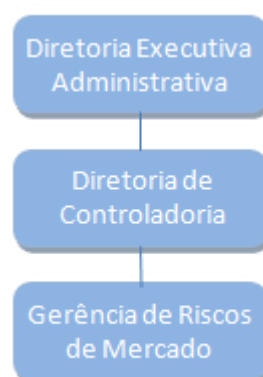 Diretoria Executiva
Administrativa
Diretoria de
Controladoria
Gerência de Riscos
de Mercado